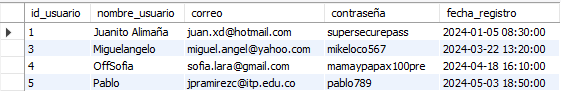 id_usuario nombre_usuario correo contraseña fecha_registro
1 Juanito Alimaña juan.xd@hotmail.com supersecurepass 2024-01-05 08:30:00
3 Miguelangelo miguel.angel@yahoo.com mikeloco567 2024-03-22 13:20:00
4 OffSofia sofia.lara@gmail.com mamaypapax100pre 2024-04-18 16:10:00
5 Pablo jpramirezc@itp.edu.co pablo789 2024-05-03 18:50:00